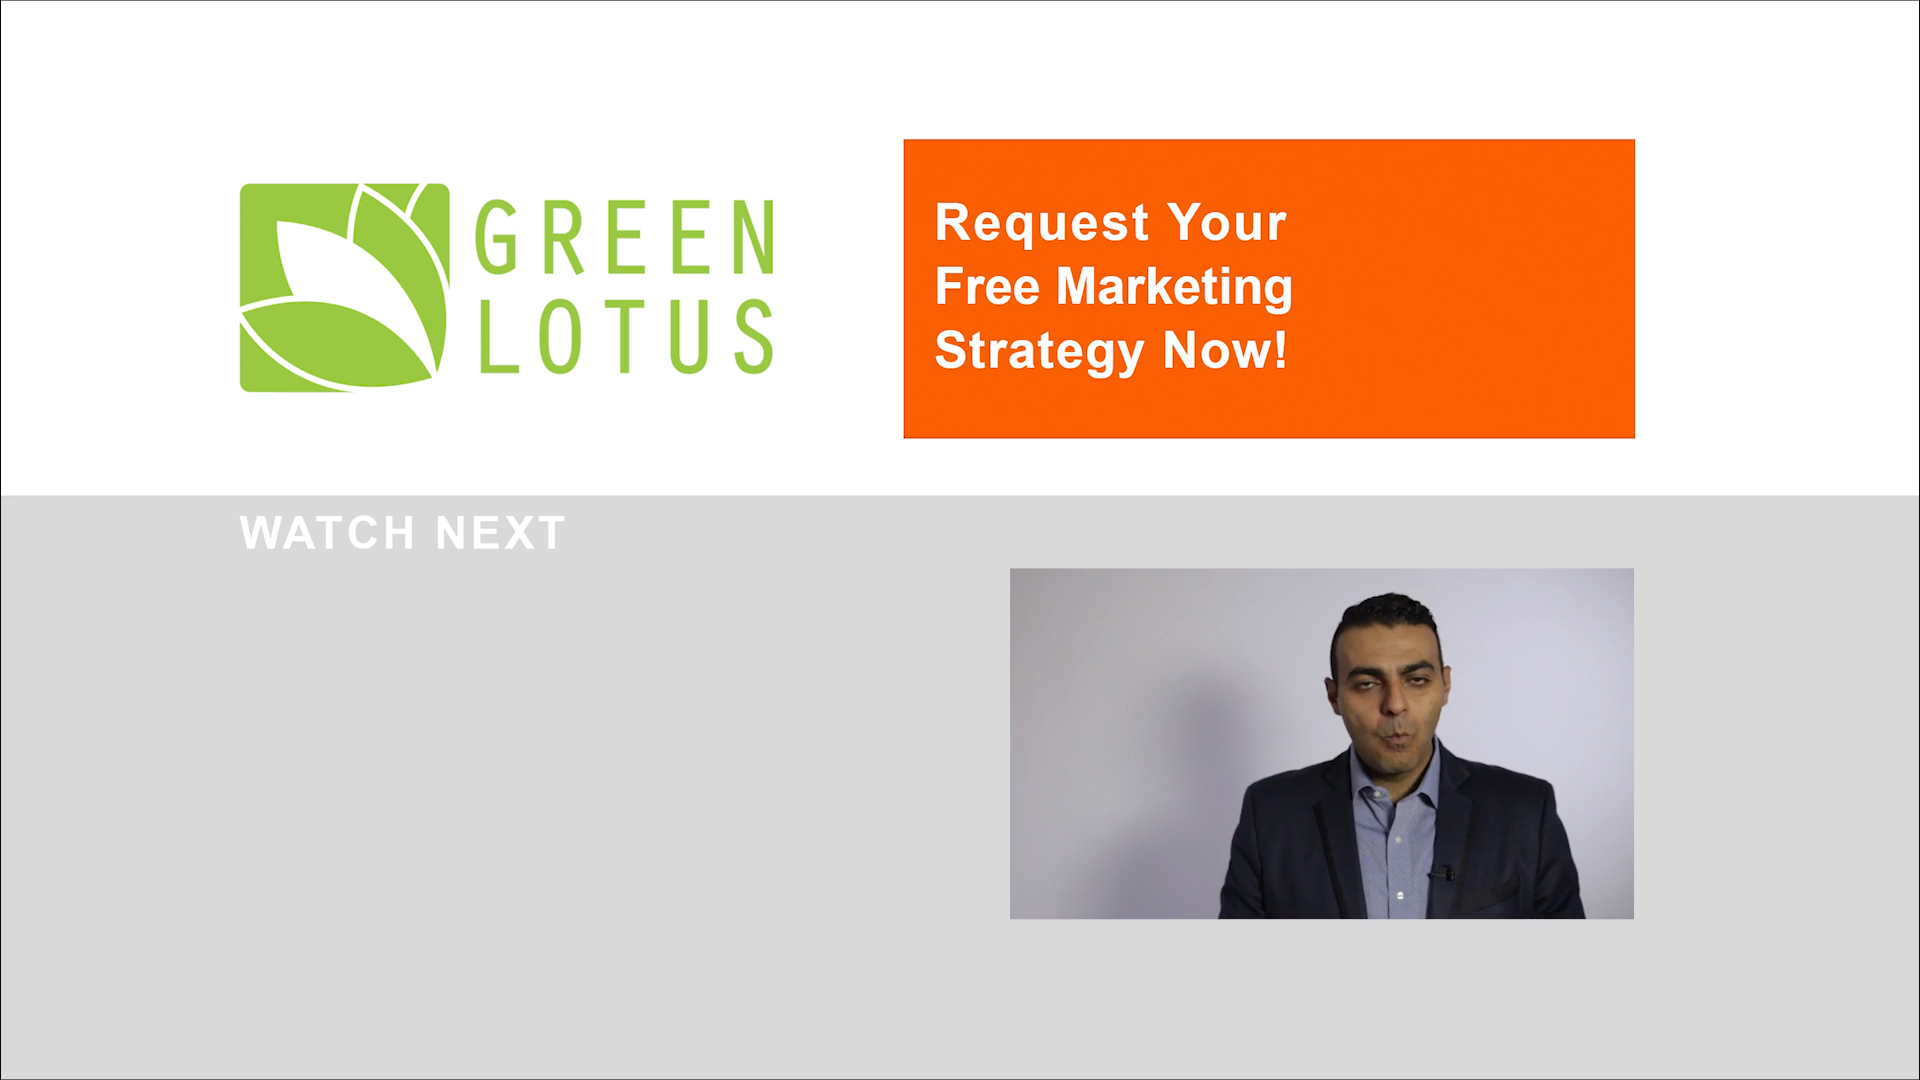 GREEN
LOTUS
Request Your
Free Marketing
Strategy Now!
WATCH NEXT